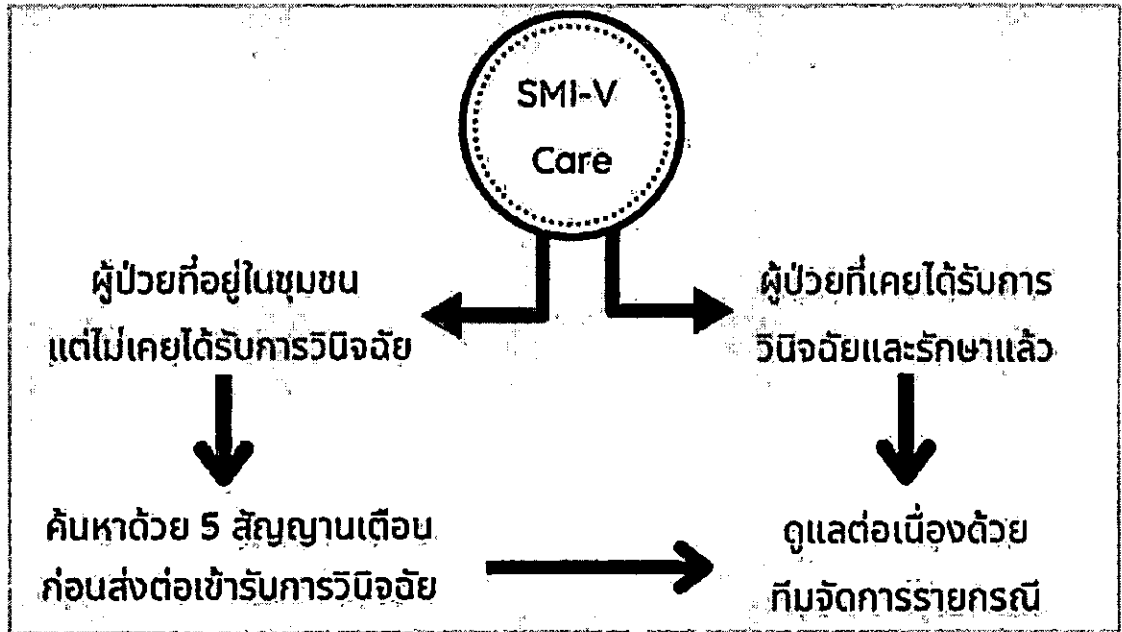 SMI-V
Care
ผู้ป่วยที่อยู่ในชุมชน
แต่ไม่เคยได้รับการวินิจฉัย
ผู้ป่วยที่เคยได้รับการ
วินิจฉัยและรักษาแล้ว
ค้นหาด้วย 5 สัญญานเตือน
ก่อนส่งต่อเข้ารับการวินิจฉัย
ดูแลต่อเนื่องด้วย
ทีมจัดการรายกรณี